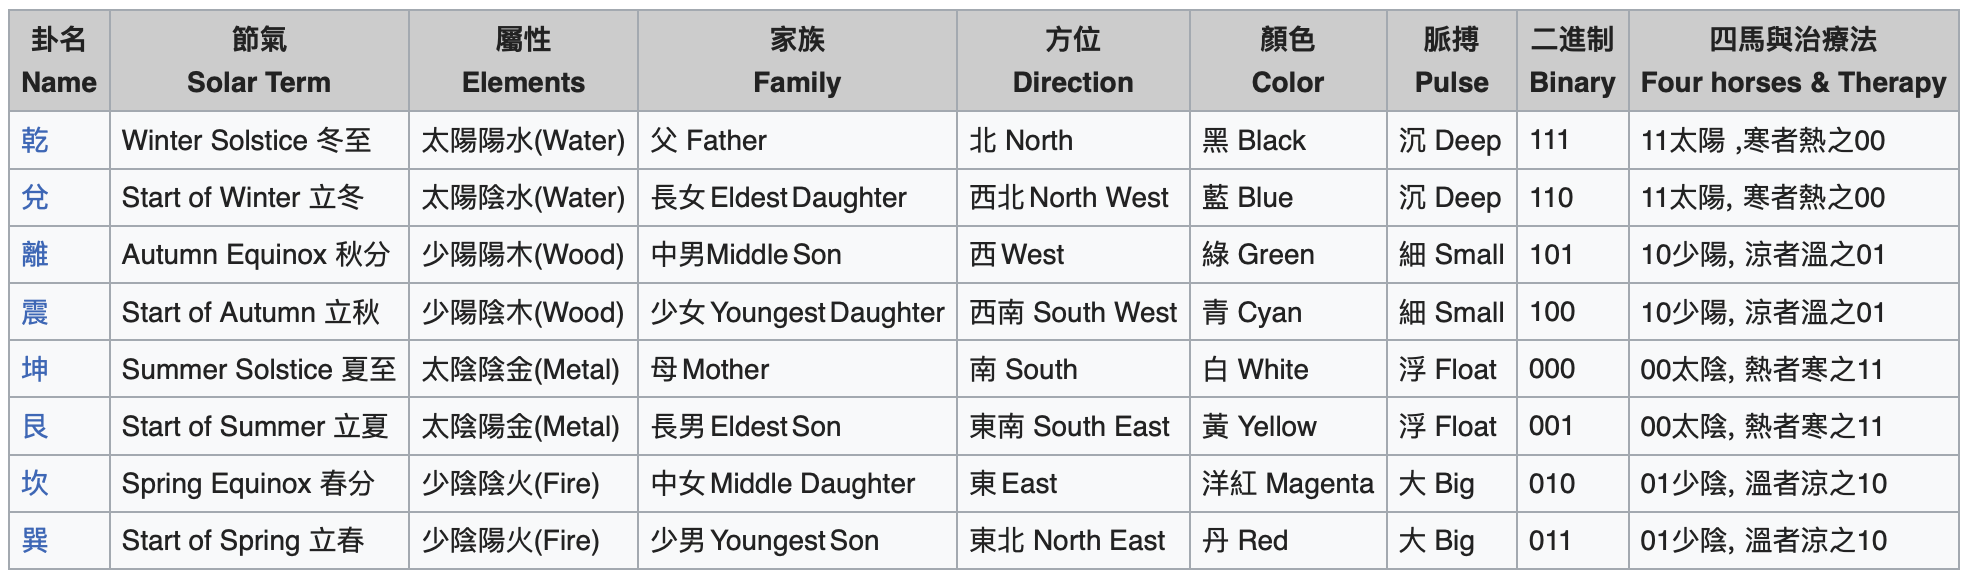 卦名 節氣 屬性 家族 方位 顏色 脈搏 二進制 四馬與治療法
Name Solar Term Elements Family Direction Color Pulse Binary Four horses & Therapy
乾 Winter Solstice 冬至 太陽陽水(Water) 父 Father 北 North 黑 Black 沉 Deep 111 11太陽 ,寒者熱之00
兌 Start of Winter 立冬 太陽陰水(Water) 長女 Eldest Daughter 西北 North West 藍 Blue 沉 Deep 110 11太陽, 寒者熱之00
離 Autumn Equinox 秋分 少陽陽木(Wood) 中男Middle Son 西 West 綠 Green 細 Small 101 10少陽, 涼者溫之01
震 Start of Autumn 立秋 少陽陰木(Wood) 少女 Youngest Daughter 西南 South West 青 Cyan 細 Small 100 10少陽, 涼者溫之01
坤 Summer Solstice 夏至 太陰陰金(Metal) 母 Mother 南 South 白 White 浮 Float 000 00太陰, 熱者寒之11
艮 Start of Summer 立夏 太陰陽金(Metal) 長男 Eldest Son 東南 South East 黃 Yellow 浮 Float 001 00太陰, 熱者寒之11
坎 Spring Equinox 春分 少陰陰火(Fire) 中女 Middle Daughter 東 East 洋紅 Magenta 大 Big 010 01少陰, 溫者涼之10
巽 Start of Spring 立春 少陰陽火(Fire) 少男 Youngest Son 東北 North East 丹 Red 大 Big 011 01少陰, 溫者涼之10